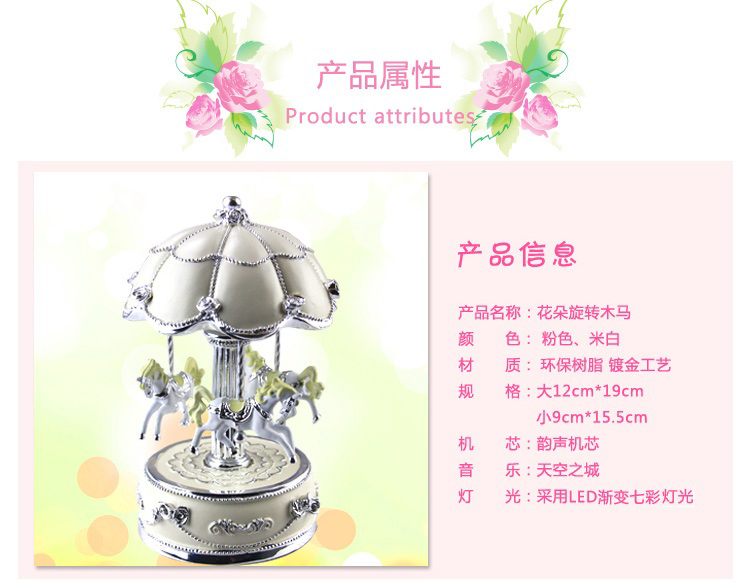 产品属性
Product attributes
产品信息
产品名称：花朵旋转木马
颜　　色： 粉色、米白
材　　质： 环保树脂 镀金工艺
规　　格：大12cm*19cm
小9cm*15.5cm
机　　芯：韵声机芯
音　　乐：天空之城
灯　　光：采用LED渐变七彩灯光